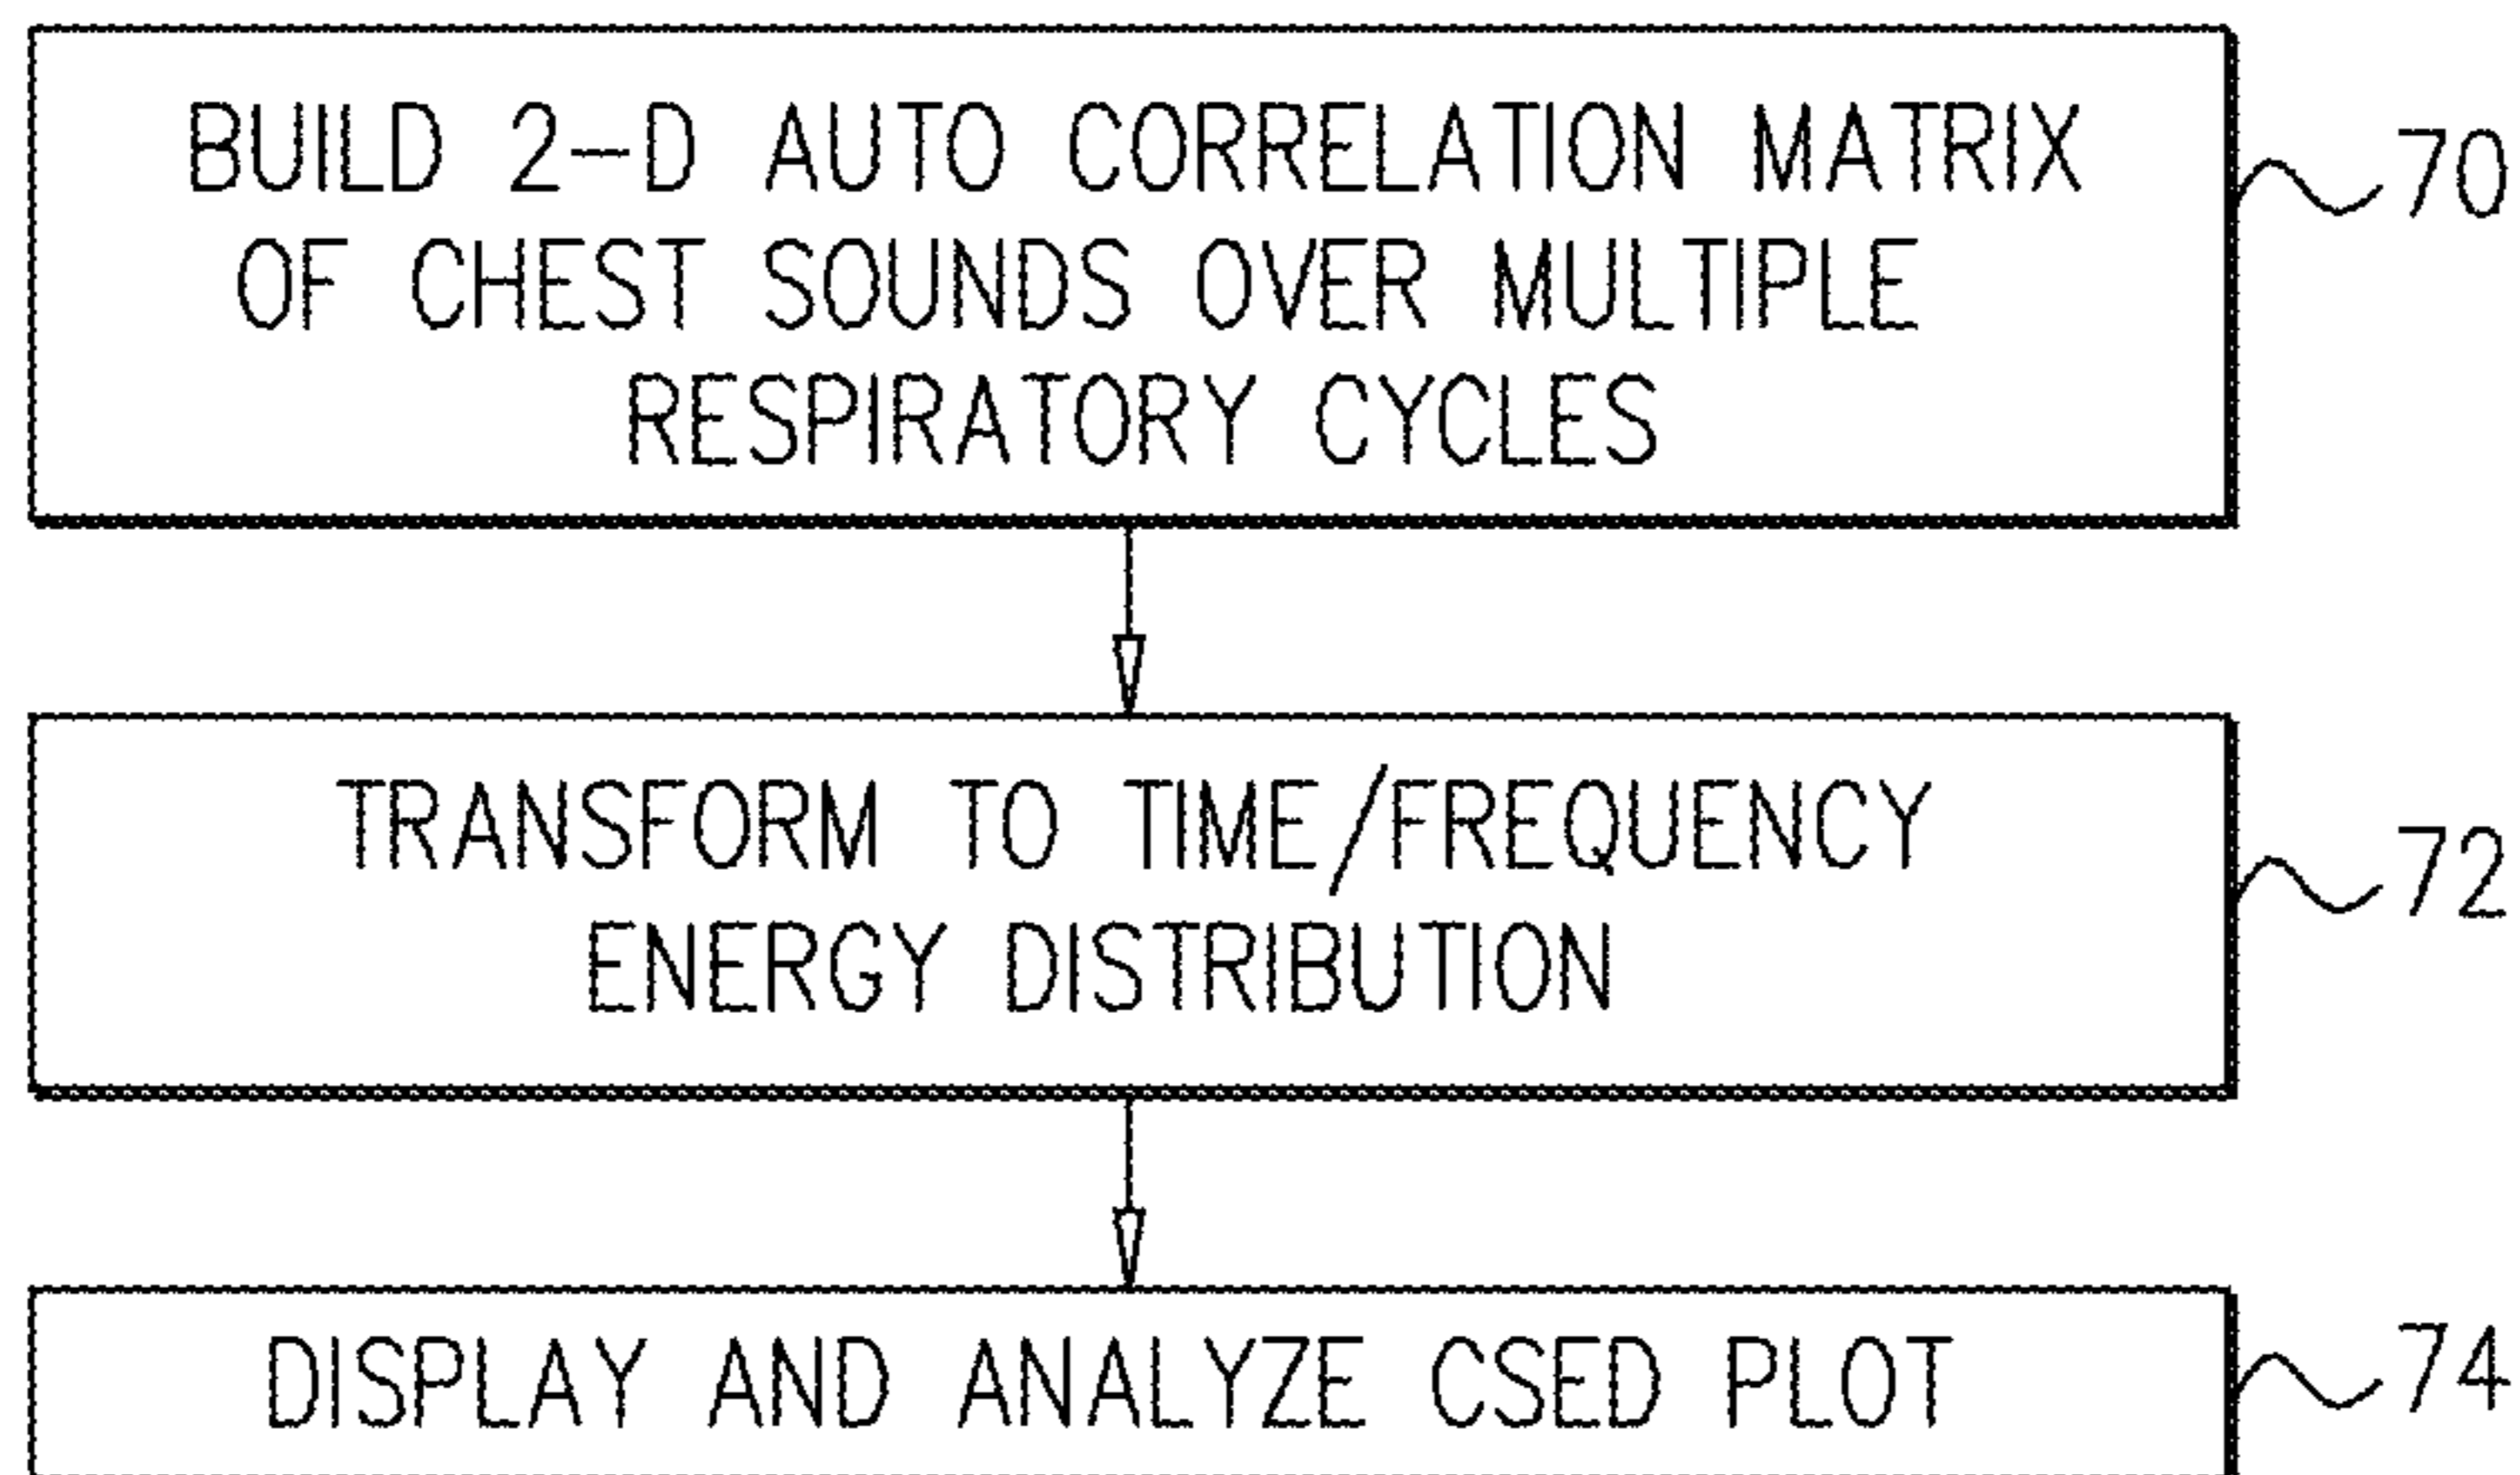 BUILD 2-D AUTO CORRELATION MATRIX
OF CHEST SOUNDS OVER MULTIPLE
RESPIRATORY CYCLES
70
TRANSFORM TO TIME/FREQUENCY
ENERGY DISTRIBUTION
72
DISPLAY AND ANALYZE CSED PLOT
74